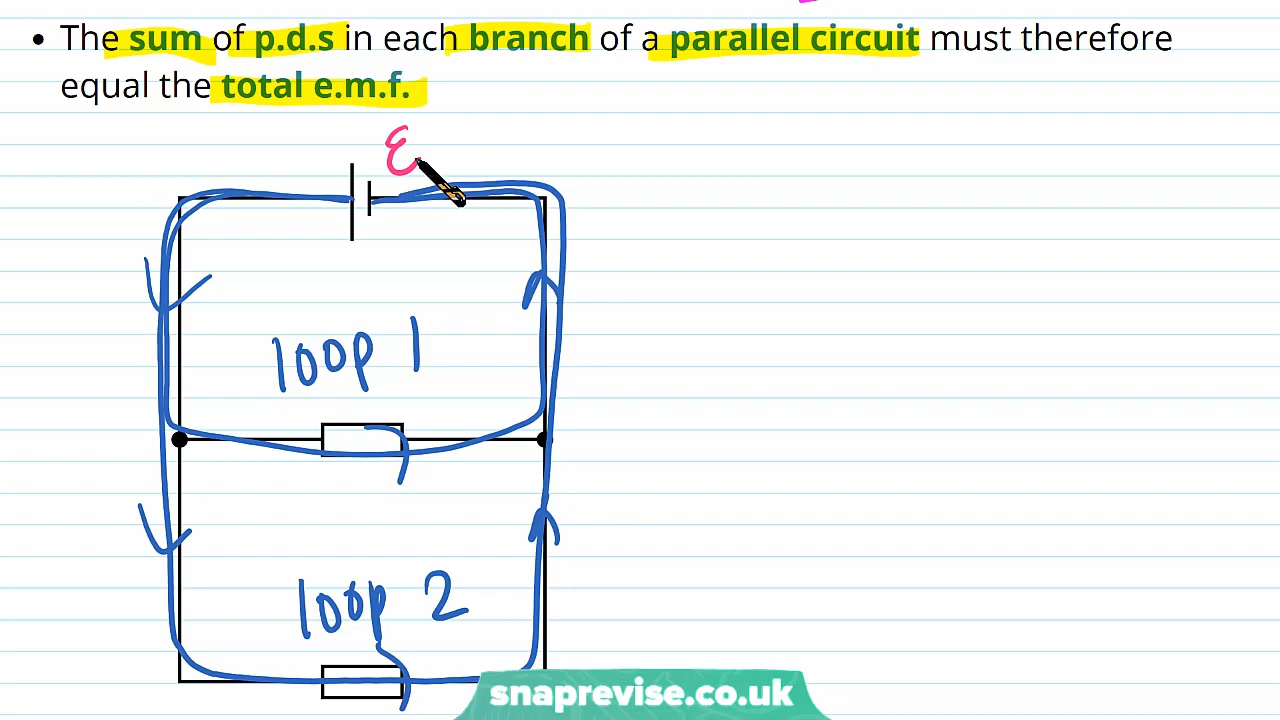 • The sum of p.d.s in each branch of a parallel circuit must therefore
equal the total e.m.f.
ε
loop 1
loop 2
snaprevise.co.uk